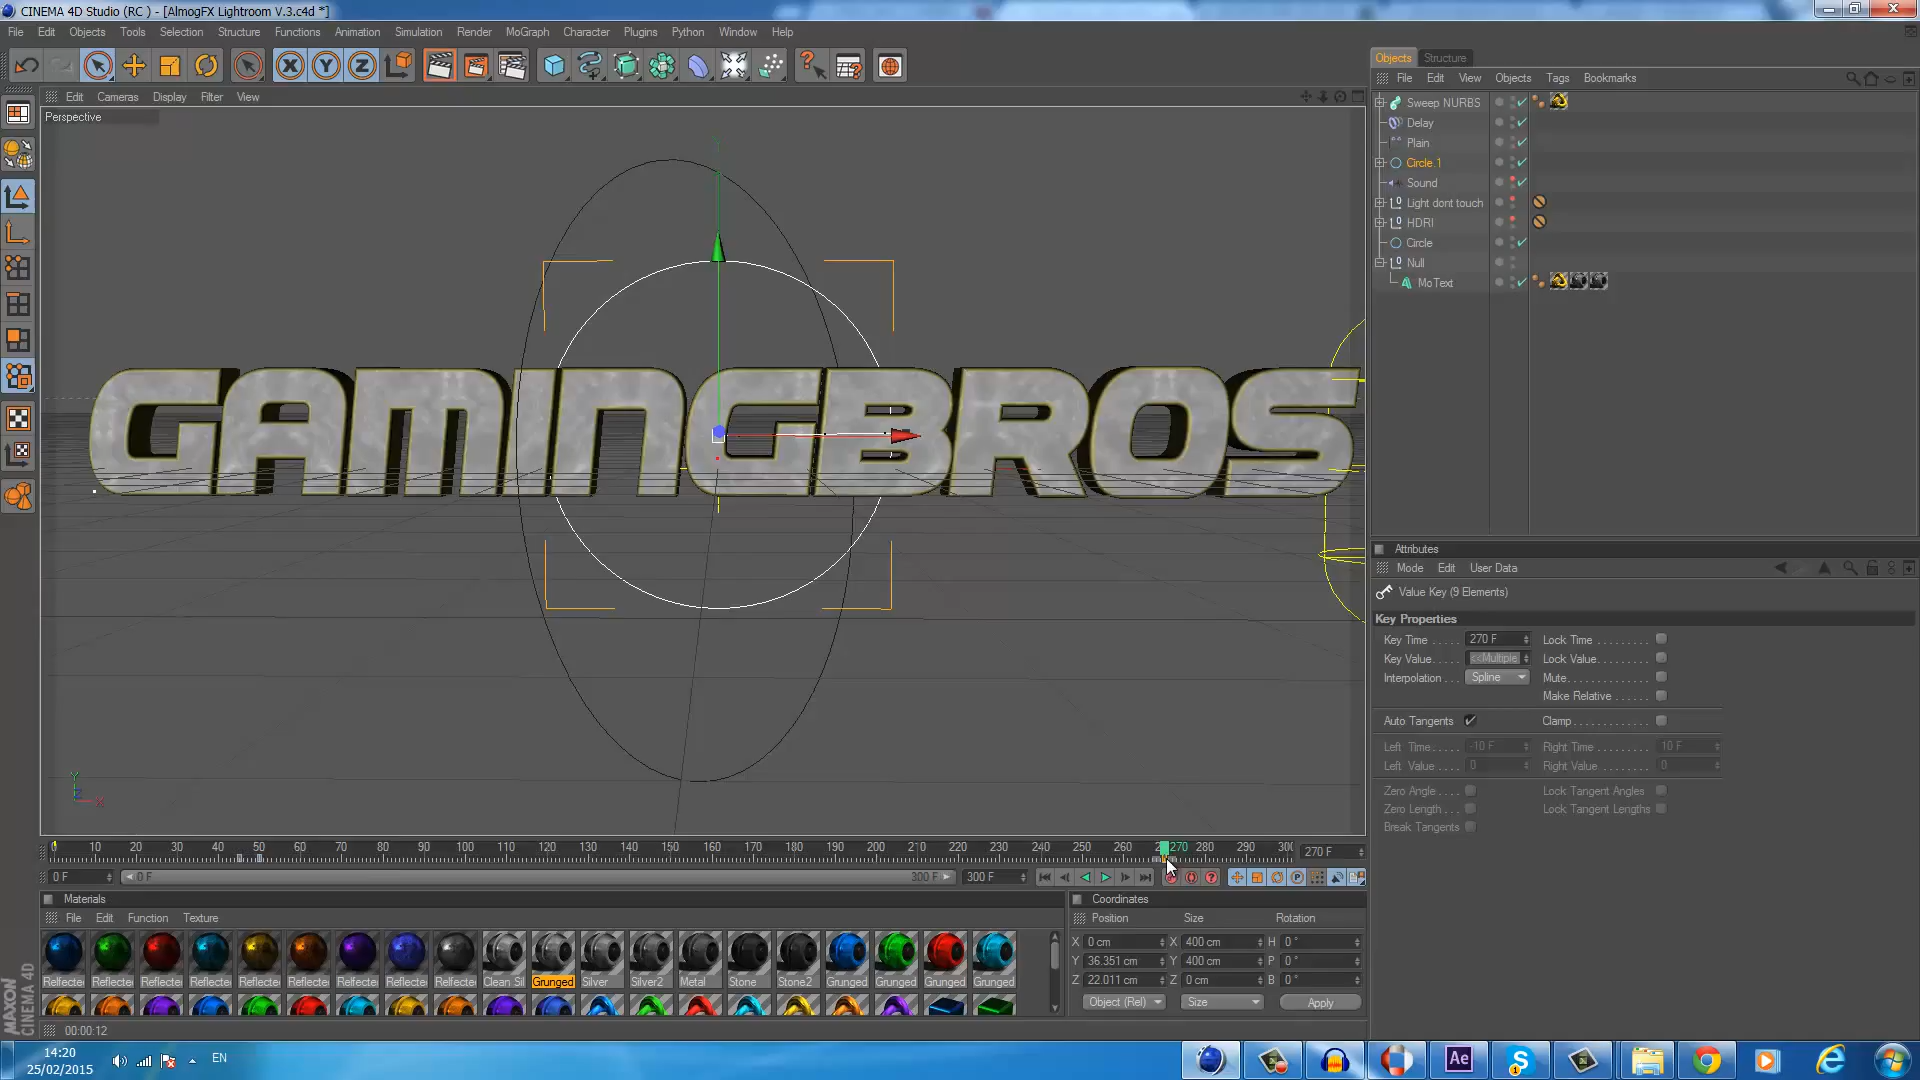 CINEMA 4D Studio (RC ) - [AlmogFX Lightroom V.3.c4d *]
File Edit Objects Tools Selection Structure Functions Animation Simulation Render MoGraph Character Plugins Python Window Help
Objects Structure
File Edit View Objects Tags Bookmarks
Edit Cameras Display Filter View
Perspective
Sweep NURBS
Delay
Plain
Circle.1
Sound
Light dont touch
HDRI
Circle
Null
MoText
GAMINGBROS
Attributes
Mode Edit User Data
Value Key (9 Elements)
Key Properties
Key Time 270 F Lock Time
Key Value <<Multiple Lock Value
Interpolation Spline Mute
Make Relative
Auto Tangents Clamp
Left Time -10 F Right Time 10 F
Left Value 0 Right Value 0
Zero Angle Lock Tangent Angles
Zero Length Lock Tangent Lengths
Break Tangents
0 10 20 30 40 50 60 70 80 90 100 110 120 130 140 150 160 170 180 190 200 210 220 230 240 250 260 270 280 290 300
270 F
0 F 0 F 300 F 300 F
Materials
File Edit Function Texture
Reflectec Reflectec Reflectec Reflectec Reflectec Reflectec Reflectec Relfectec Relfectec Clean Sil Grunged Silver Silver2 Metal Stone Stone2 Grunged Grunged Grunged Grunged
Coordinates
Position Size Rotation
X 0 cm X 400 cm H 0 °
Y 36.351 cm Y 400 cm P 0 °
Z 22.011 cm Z 0 cm B 0 °
Object (Rel) Size Apply
MAXON
CINEMA 4D
00:00:12
14:20
25/02/2015
EN
Ae